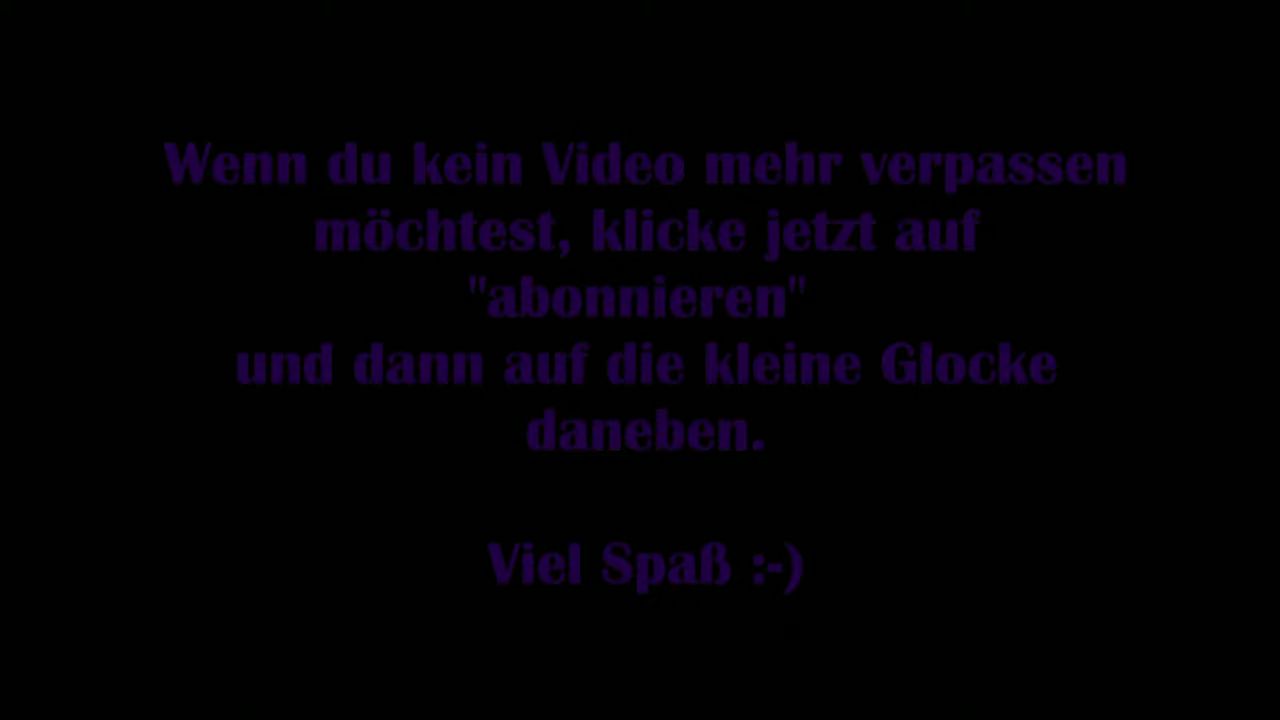 Wenn du kein Video mehr verpassen
möchtest, klicke jetzt auf
"abonnieren"
und dann auf die kleine Glocke
daneben.
Viel Spaß :-)